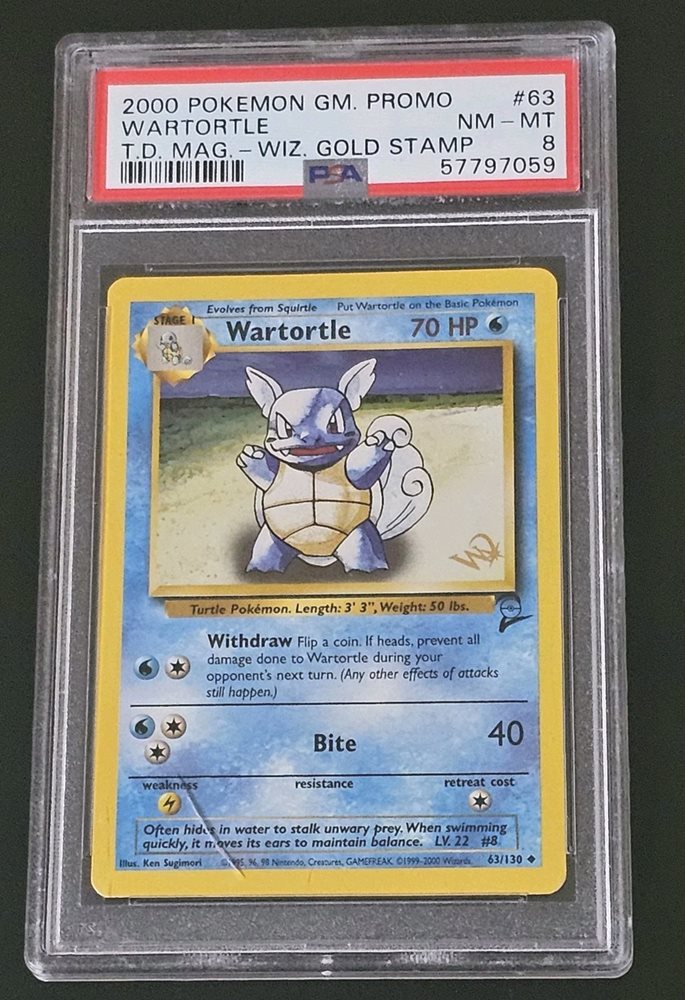 2000 POKEMON GM. PROMO #63
WARTORTLE NM - MT
T.D. MAG. - WIZ. GOLD STAMP 8
PSA 57797059
Evolves from Squirtle Put Wartortle on the Basic Pokémon
STAGE 1
Wartortle 70 HP
W
Turtle Pokémon. Length: 3' 3", Weight: 50 lbs.
Withdraw Flip a coin. If heads, prevent all
damage done to Wartortle during your
opponent's next turn. (Any other effects of attacks
still happen.)
Bite 40
weakness resistance retreat cost
Often hides in water to stalk unwary prey. When swimming
quickly, it moves its ears to maintain balance. LV. 22 #8
Illus. Ken Sugimori ©1995, 96, 98 Nintendo, Creatures, GAMEFREAK. ©1999-2000 Wizards. 63/130